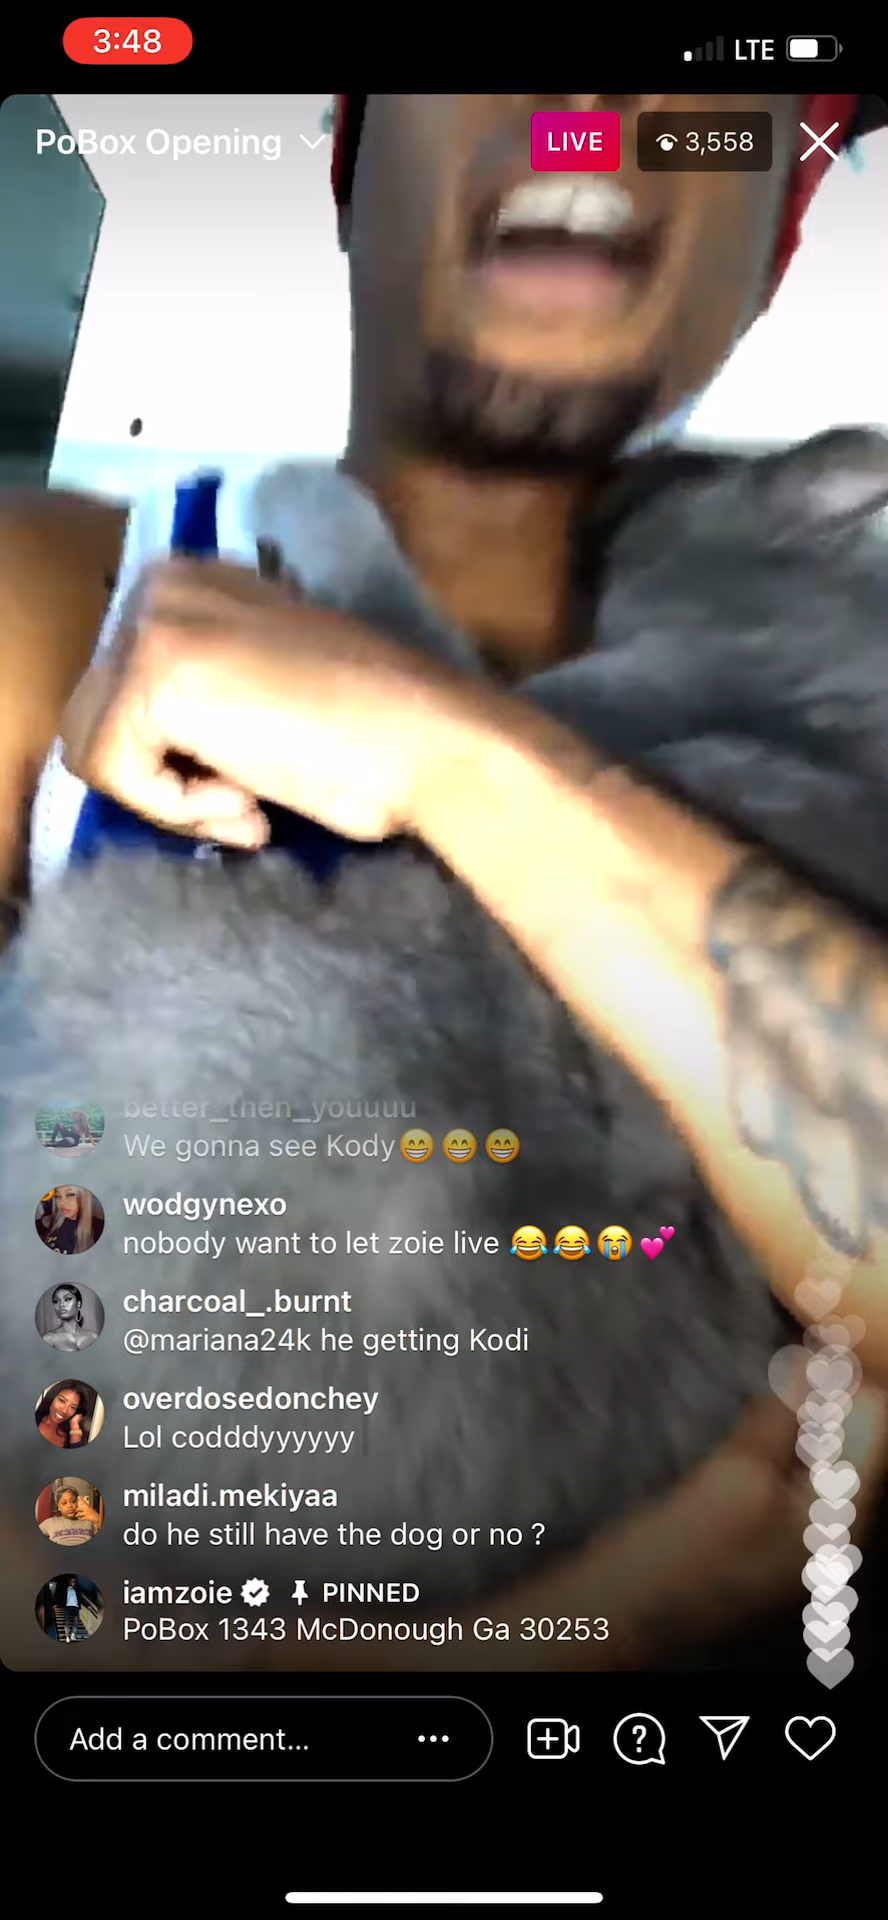 3:48
LTE
PoBox Opening
LIVE
3,558
better_then_youuuu
We gonna see Kody😁😁😁
wodgynexo
nobody want to let zoie live 😂😂😭💕
charcoal_.burnt
@mariana24k he getting Kodi
overdosedonchey
Lol codddyyyyyy
miladi.mekiyaa
do he still have the dog or no ?
iamzoie PINNED
PoBox 1343 McDonough Ga 30253
Add a comment...